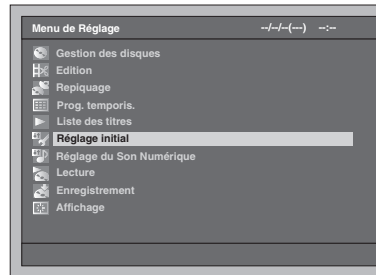 Menu de Réglage --/--/--(---) --:--
Gestion des disques
Edition
Repiquage
Prog. temporis.
Liste des titres
Réglage initial
Réglage du Son Numérique
Lecture
Enregistrement
Affichage